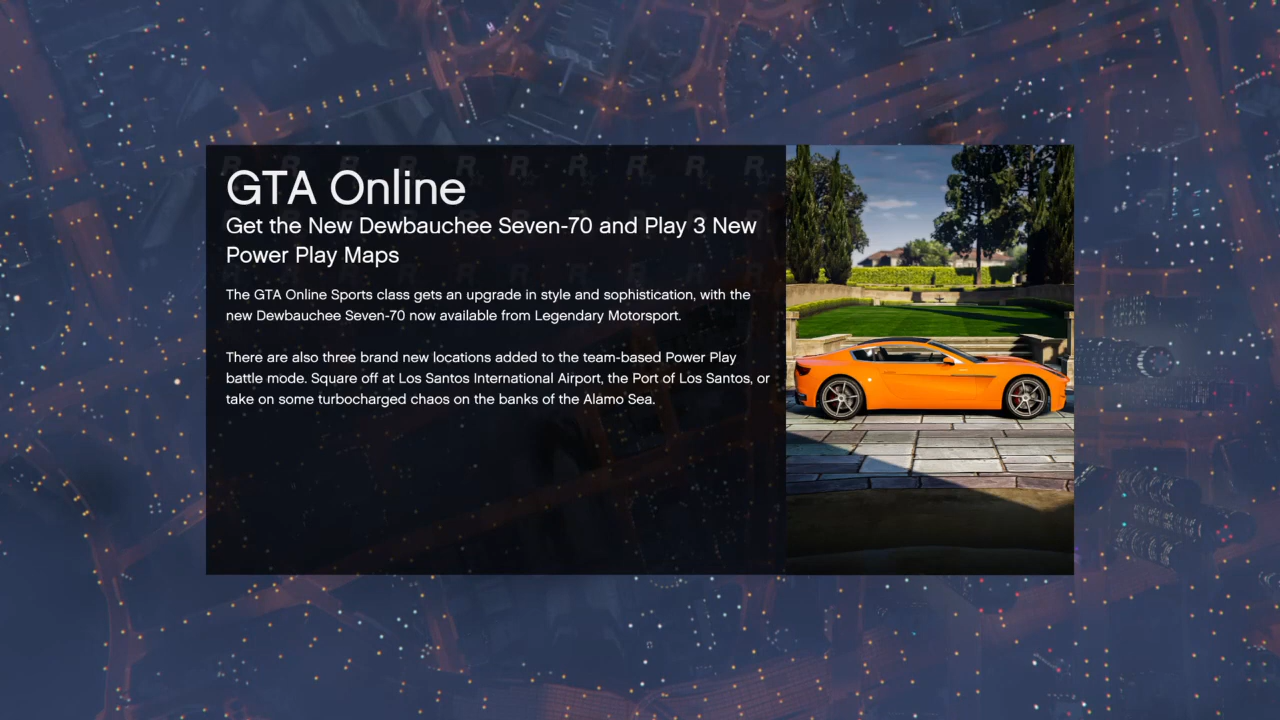 GTA Online
Get the New Dewbauchee Seven-70 and Play 3 New
Power Play Maps
The GTA Online Sports class gets an upgrade in style and sophistication, with the
new Dewbauchee Seven-70 now available from Legendary Motorsport.
There are also three brand new locations added to the team-based Power Play
battle mode. Square off at Los Santos International Airport, the Port of Los Santos, or
take on some turbocharged chaos on the banks of the Alamo Sea.